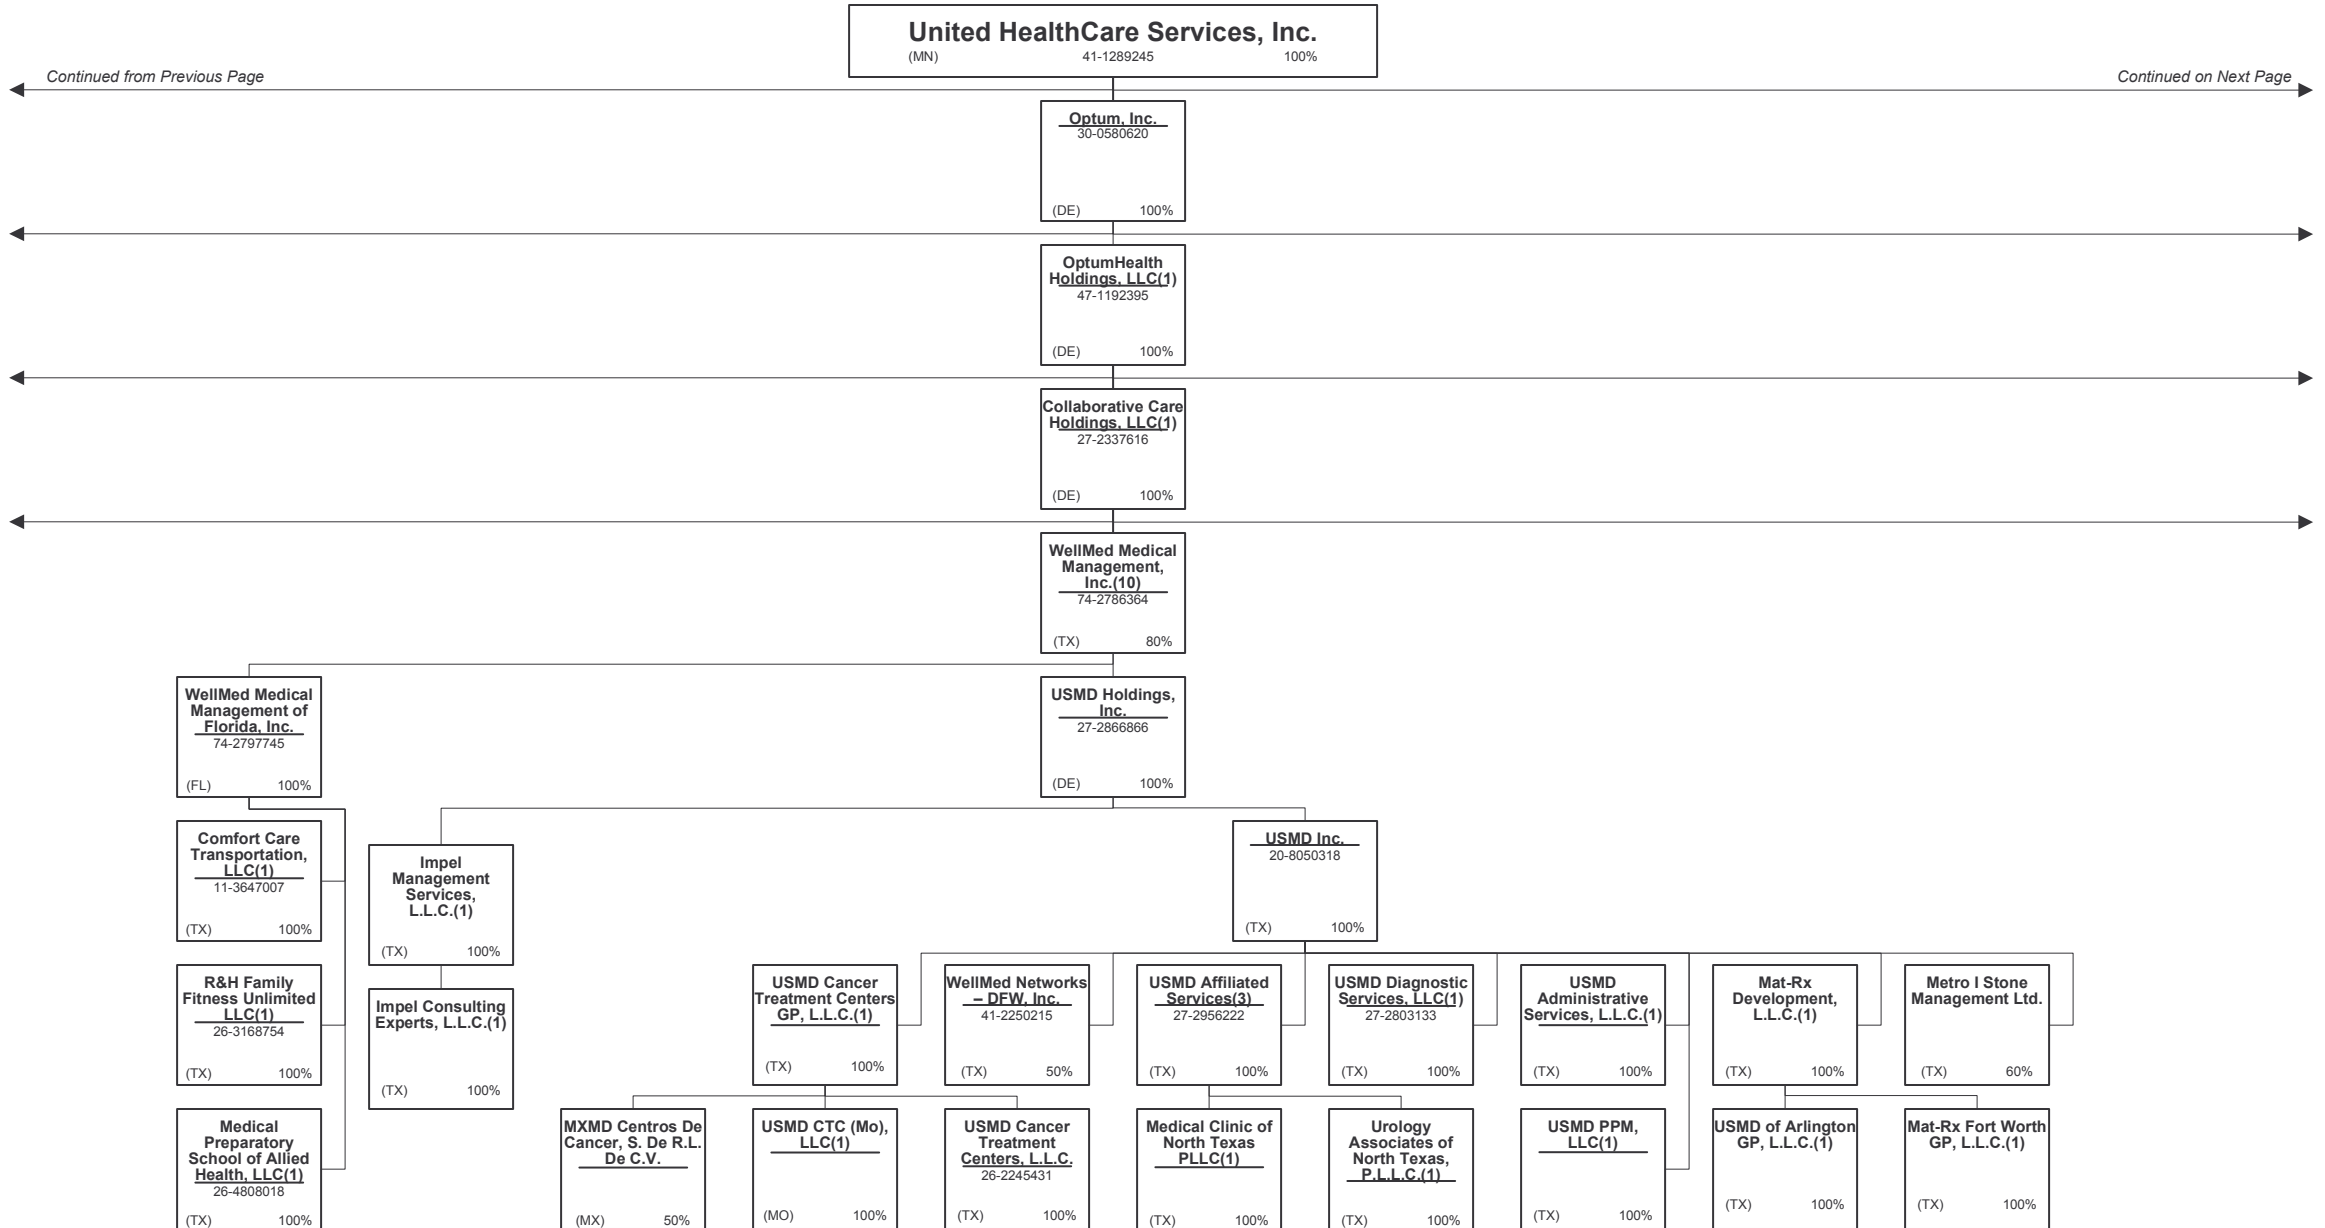 United HealthCare Services, Inc.
(MN) 41-1289245 100%
Continued from Previous Page
Continued on Next Page
Optum, Inc.
30-0580620
(DE) 100%
OptumHealth
Holdings, LLC(1)
47-1192395
(DE) 100%
Collaborative Care
Holdings, LLC(1)
27-2337616
(DE) 100%
WellMed Medical
Management,
Inc.(10)
74-2786364
(TX) 80%
WellMed Medical
Management of
Florida, Inc.
74-2797745
(FL) 100%
USMD Holdings,
Inc.
27-2866866
(DE) 100%
Comfort Care
Transportation,
LLC(1)
11-3647007
(TX) 100%
Impel
Management
Services,
L.L.C.(1)
(TX) 100%
USMD Inc.
20-8050318
(TX) 100%
R&H Family
Fitness Unlimited
LLC(1)
26-3168754
(TX) 100%
Impel Consulting
Experts, L.L.C.(1)
(TX) 100%
USMD Cancer
Treatment Centers
GP, L.L.C.(1)
(TX) 100%
WellMed Networks
– DFW, Inc.
41-2250215
(TX) 50%
USMD Affiliated
Services(3)
27-2956222
(TX) 100%
USMD Diagnostic
Services, LLC(1)
27-2803133
(TX) 100%
USMD
Administrative
Services, L.L.C.(1)
(TX) 100%
Mat-Rx
Development,
L.L.C.(1)
(TX) 100%
Metro I Stone
Management Ltd.
(TX) 60%
Medical
Preparatory
School of Allied
Health, LLC(1)
26-4808018
(TX) 100%
MXMD Centros De
Cancer, S. De R.L.
De C.V.
(MX) 50%
USMD CTC (Mo),
LLC(1)
(MO) 100%
USMD Cancer
Treatment
Centers, L.L.C.
26-2245431
(TX) 100%
Medical Clinic of
North Texas
PLLC(1)
(TX) 100%
Urology
Associates of
North Texas,
P.L.L.C.(1)
(TX) 100%
USMD PPM,
LLC(1)
(TX) 100%
USMD of Arlington
GP, L.L.C.(1)
(TX) 100%
Mat-Rx Fort Worth
GP, L.L.C.(1)
(TX) 100%